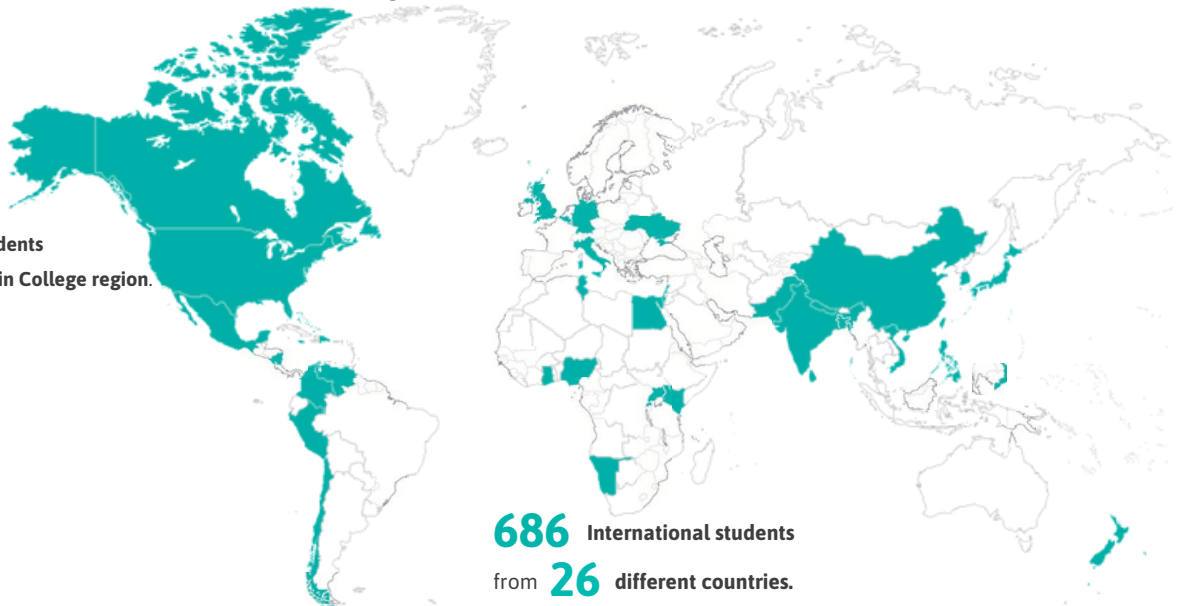 dents
in College region.
686 International students
from 26 different countries.